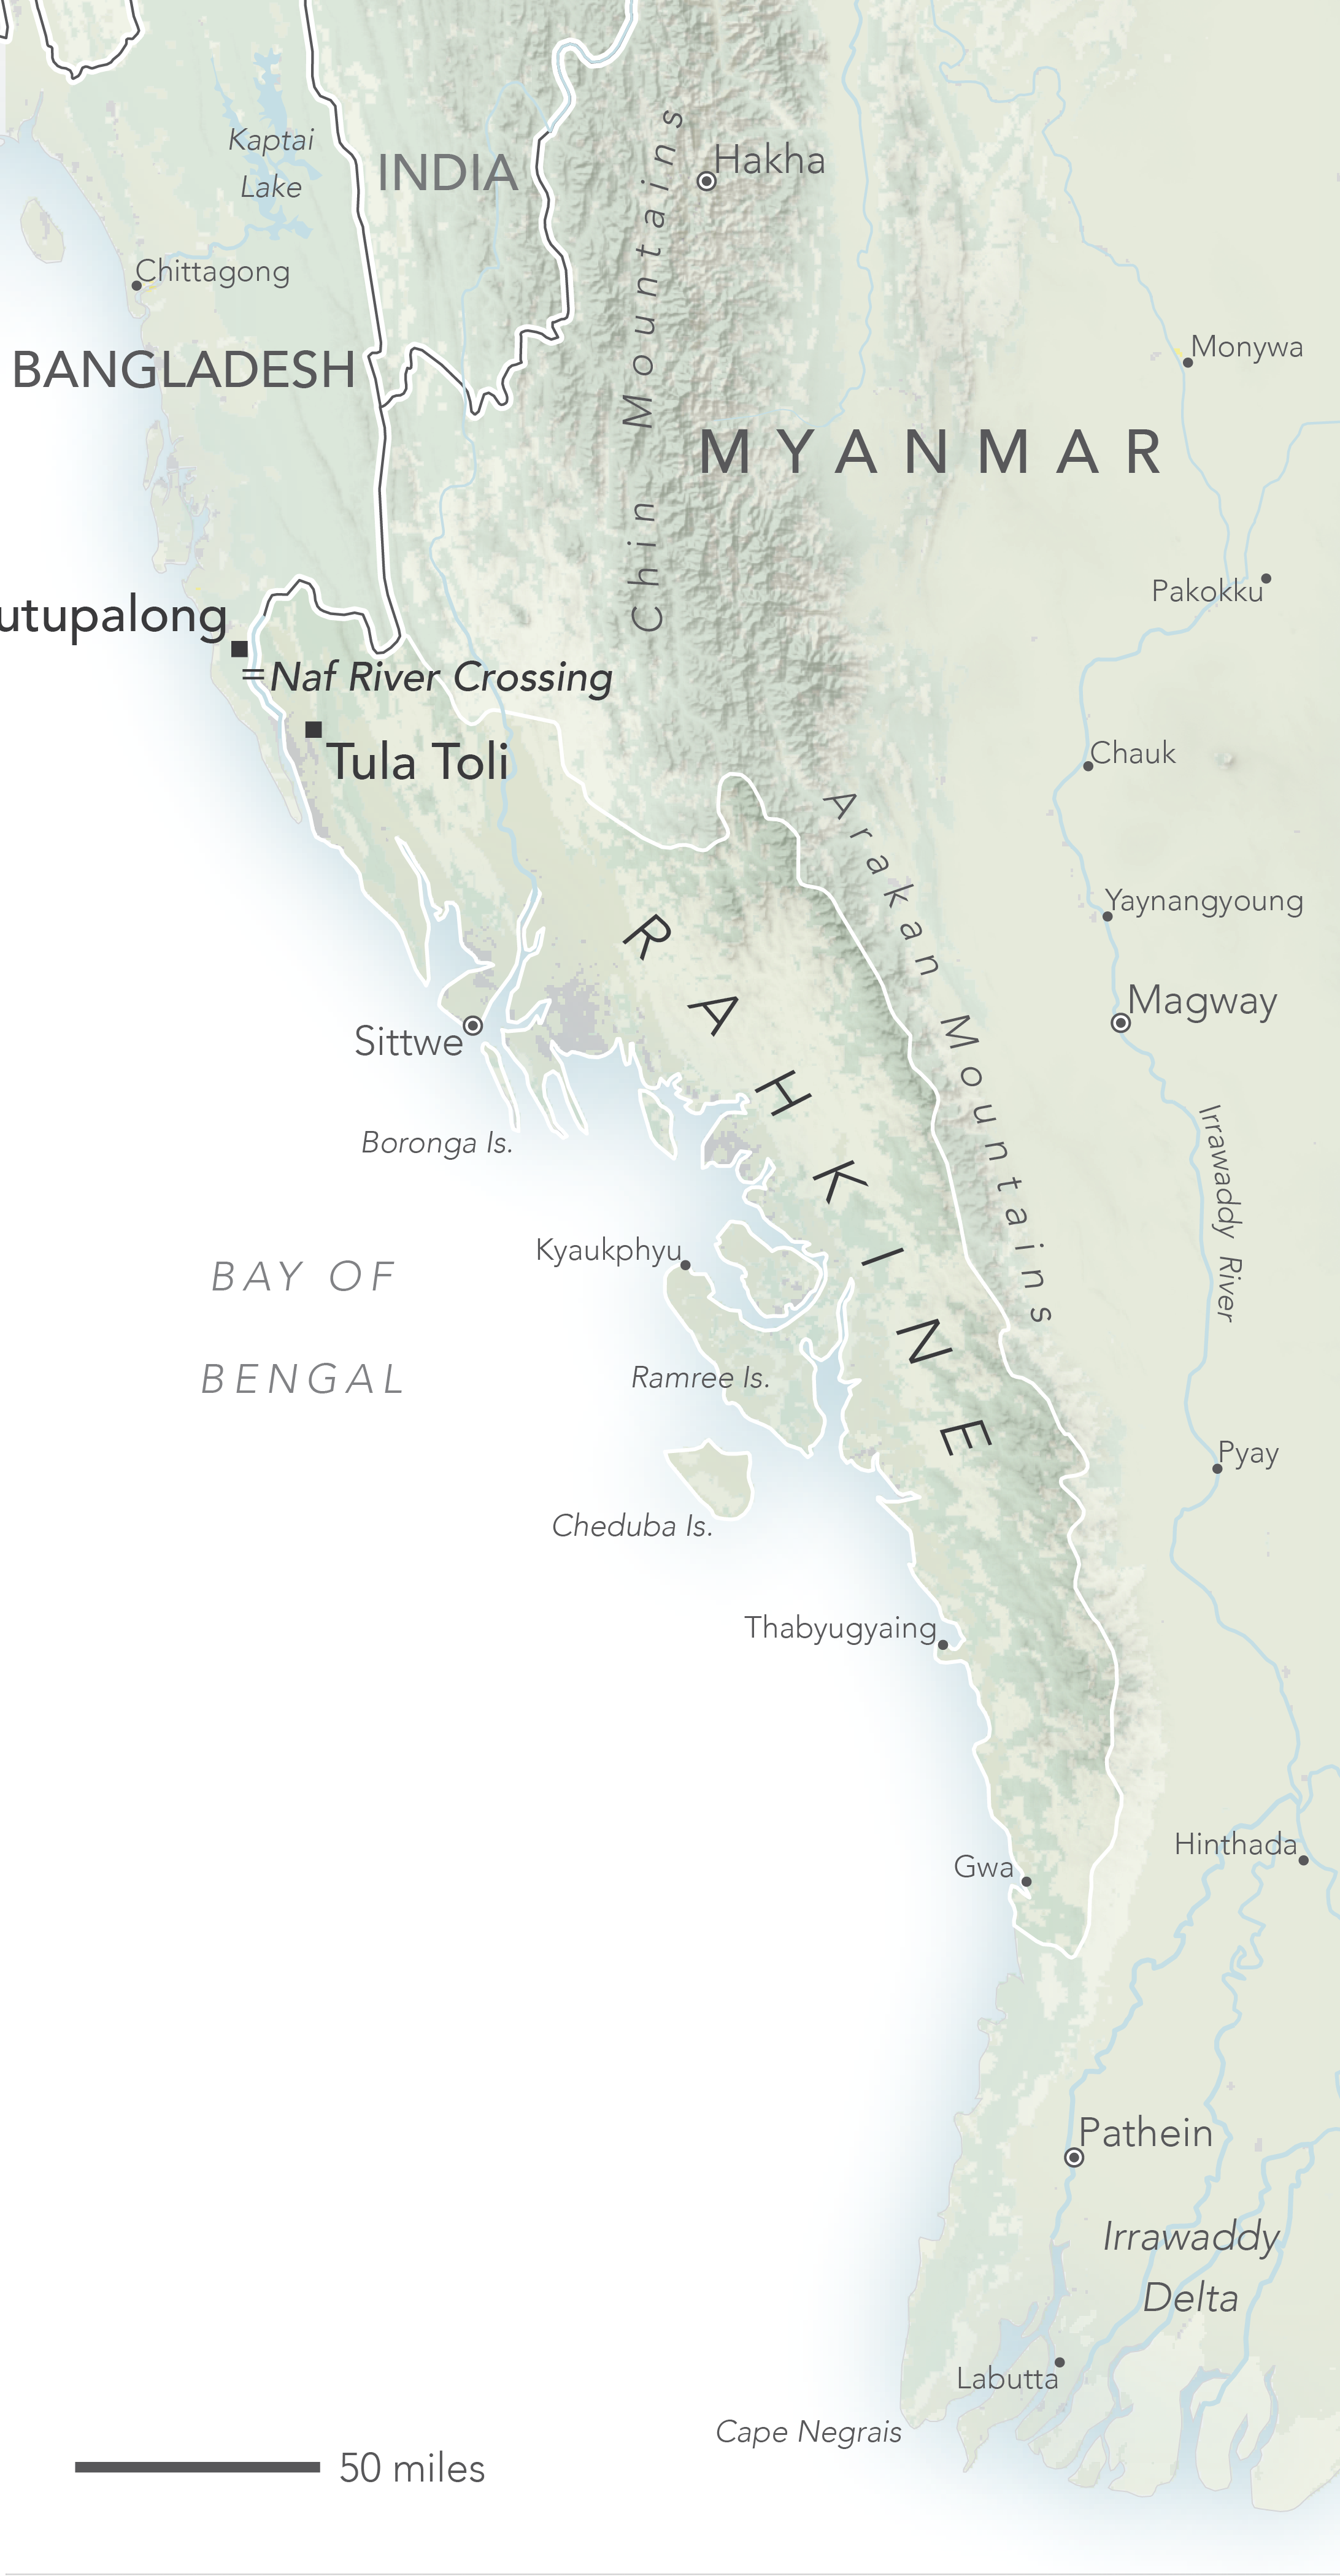 Kaptai
Lake
INDIA
Chin Mountains
Hakha
Chittagong
BANGLADESH
Monywa
MYANMAR
Pakokku
utupalong
=Naf River Crossing
Tula Toli
Chauk
Arakan Mountains
Yaynangyoung
RAHKINE
Magway
Sittwe
Irrawaddy River
Boronga Is.
Kyaukphyu
BAY OF
BENGAL
Ramree Is.
Pyay
Cheduba Is.
Thabyugyaing
Hinthada
Gwa
Pathein
Irrawaddy
Delta
Labutta
Cape Negrais
50 miles